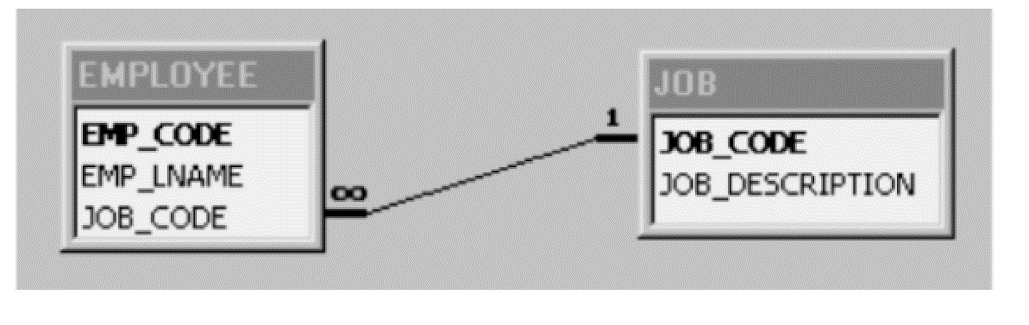 EMPLOYEE
EMP_CODE
EMP_LNAME
JOB_CODE
∞
1
JOB
JOB_CODE
JOB_DESCRIPTION